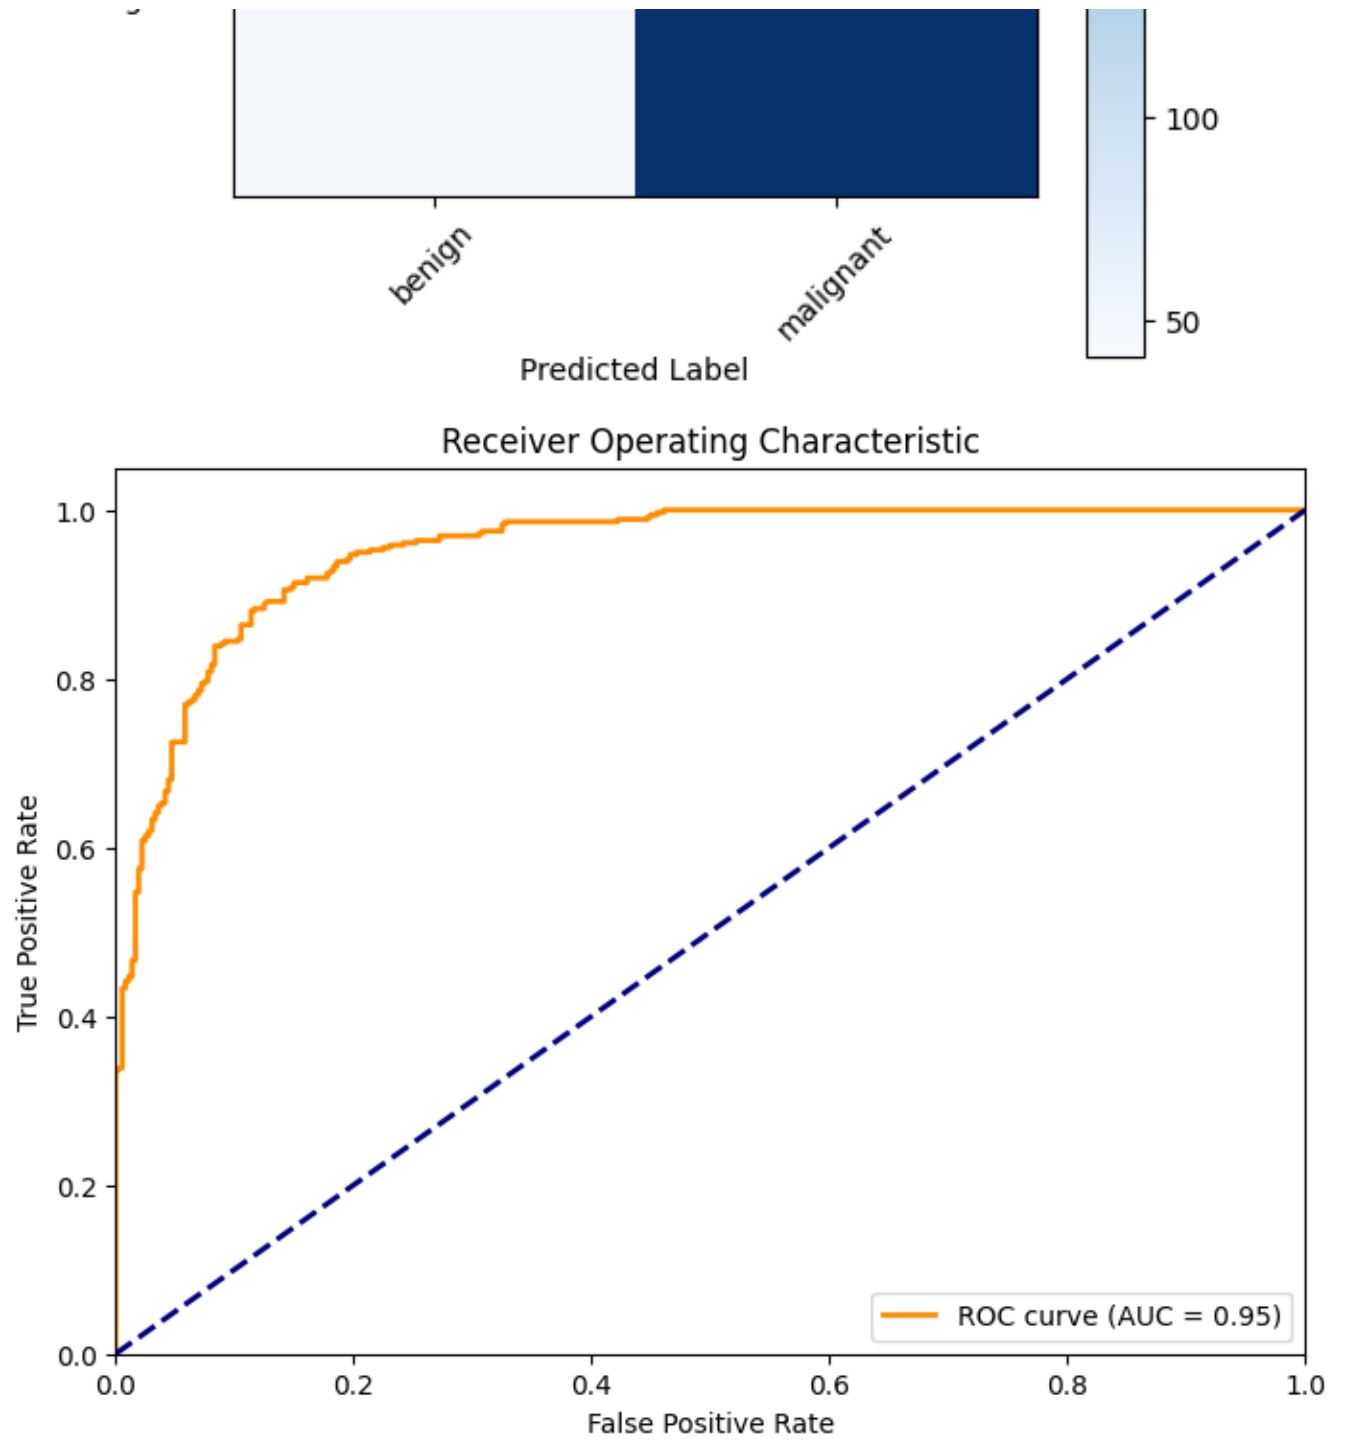 100
50
benign
malignant
Predicted Label
Receiver Operating Characteristic
1.0
0.8
0.6
0.4
0.2
0.0
True Positive Rate
ROC curve (AUC = 0.95)
0.0 0.2 0.4 0.6 0.8 1.0
False Positive Rate